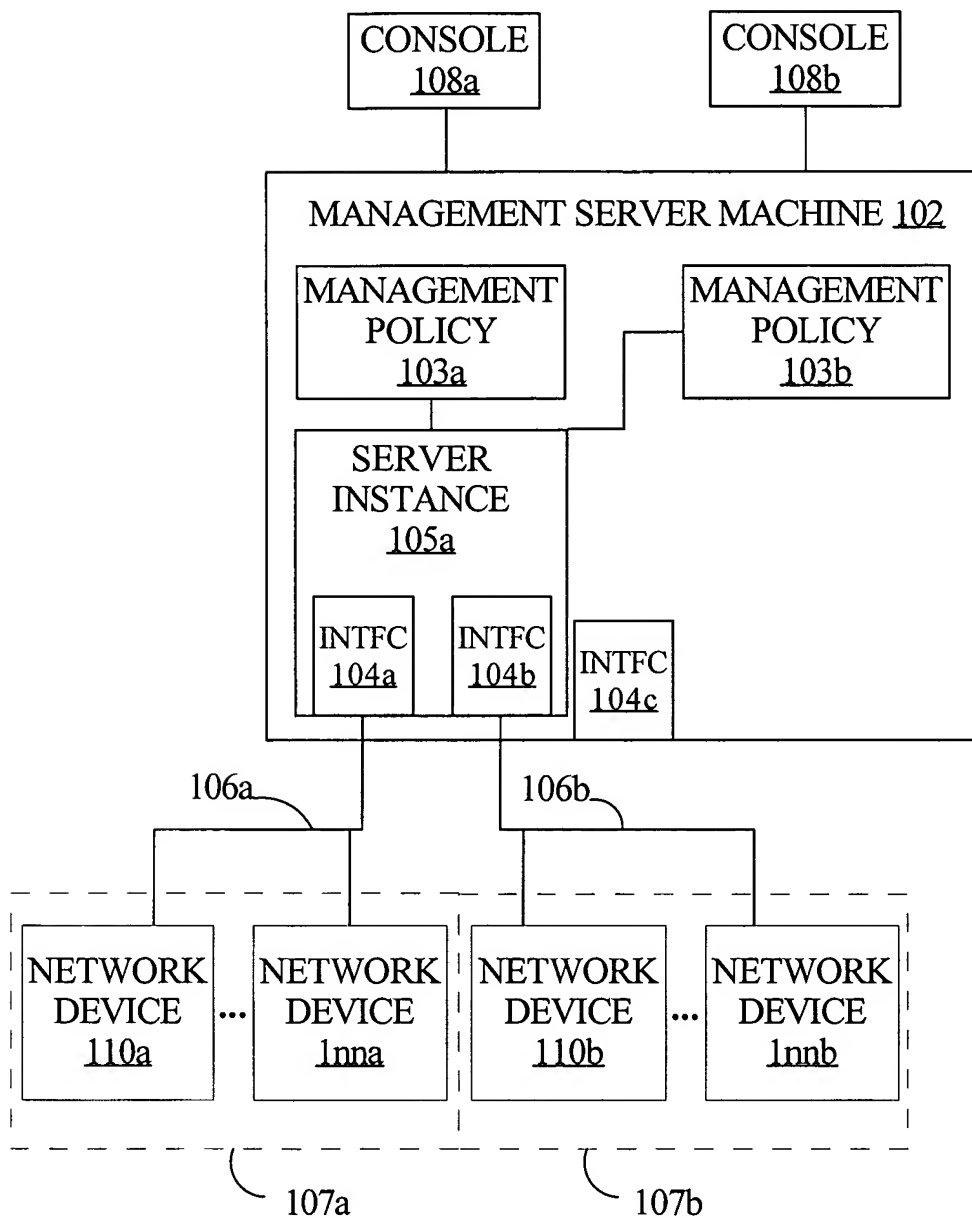 CONSOLE
108a
CONSOLE
108b
MANAGEMENT SERVER MACHINE 102
MANAGEMENT
POLICY
103a
MANAGEMENT
POLICY
103b
SERVER
INSTANCE
105a
INTFC
104a
INTFC
104b
INTFC
104c
106a
106b
NETWORK
DEVICE
110a
...
NETWORK
DEVICE
1nna
NETWORK
DEVICE
110b
...
NETWORK
DEVICE
1nnb
107a
107b